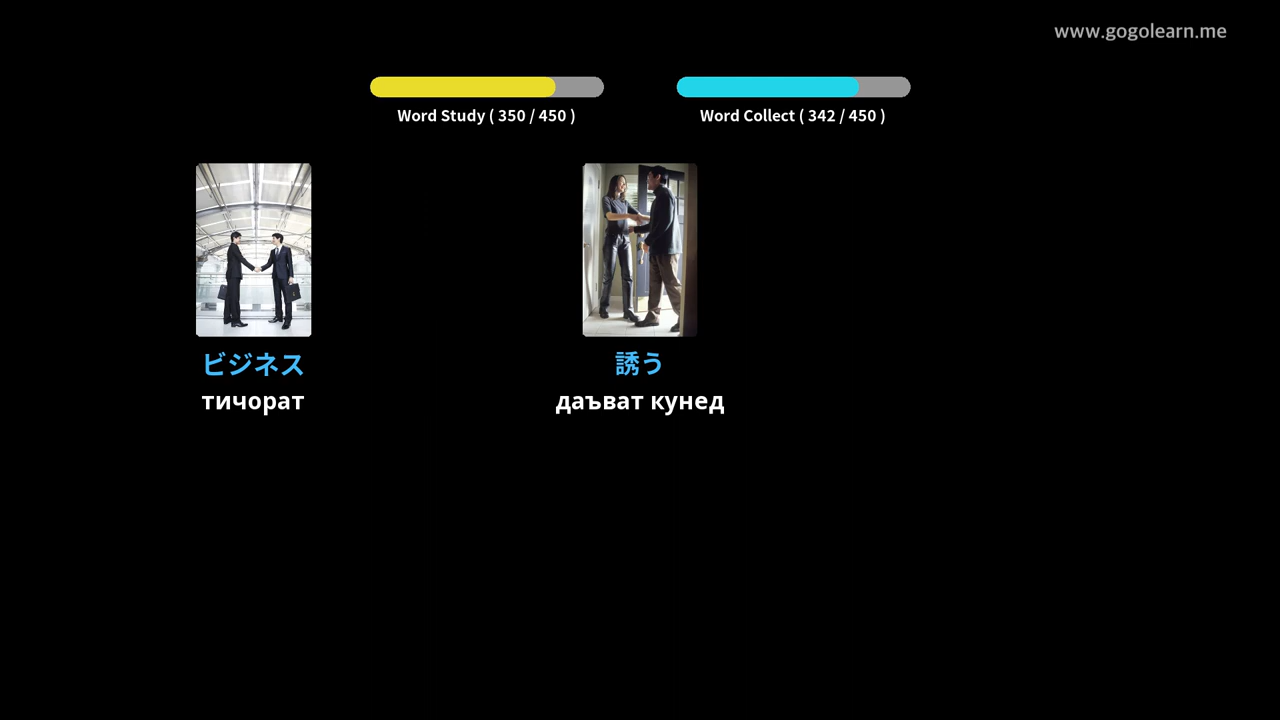 www.gogolearn.me
Word Study ( 350 / 450 )
Word Collect ( 342 / 450 )
ビジネス
тичорат
誘う
даъват кунед